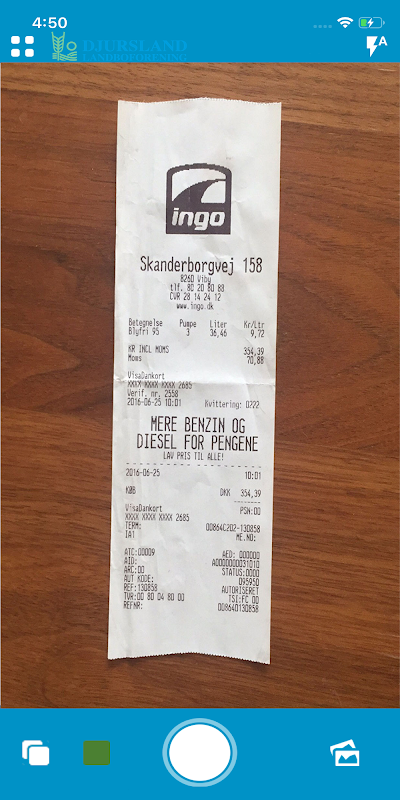 4:50
DJURSLAND
LANDBOFORENING
A
ingo
Skanderborgvej 158
8260 Viby
tlf. 80 20 80 88
CVR 28 14 24 12
www.ingo.dk
Betegnelse Pumpe Liter Kr/Ltr
Blyfri 95 3 36,46 9,72
KR INCL MOMS 354,39
Moms 70,88
VisaDankort
XXXX XXXX XXXX 2685
Verif. nr. 2558
2016-06-25 10:01 Kvittering: 0222
MERE BENZIN OG
DIESEL FOR PENGENE
LAV PRIS TIL ALLE!
2016-06-25 10:01
KØB DKK 354,39
VisaDankort PSN:00
XXXX XXXX XXXX 2685
TERM: 00864C202-130858
IA1 ME.NO:
ATC:00009 AED: 000000
AID: A0000000031010
ARC:00 STATUS:0000
AUT KODE: 095950
REF:130858 AUTORISERET
TVR:00 80 04 80 00 TSI:FC 00
REFNR: 00864D130858